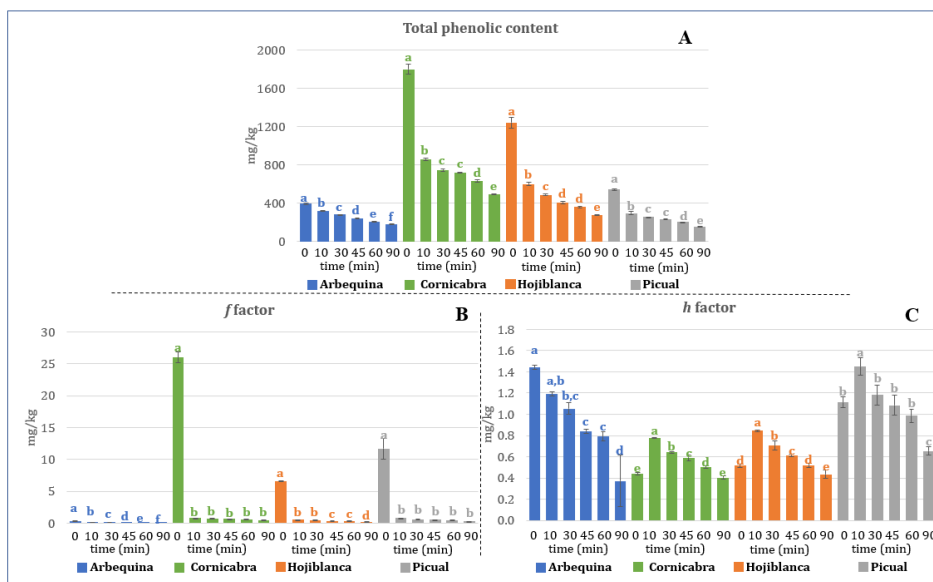 Total phenolic content
A
2000
1600
1200
800
400
0
mg/kg
a b c d e f
a b c c d e
a b c d d e
a b c c d e
0 10 30 45 60 90 0 10 30 45 60 90 0 10 30 45 60 90 0 10 30 45 60 90
time (min) time (min) time (min) time (min)
Arbequina Cornicabra Hojiblanca Picual
f factor
B
30
25
20
15
10
5
0
mg/kg
a b c d e f
a b b b b b
a b b c c d
a b b b b b
0 10 30 45 60 90 0 10 30 45 60 90 0 10 30 45 60 90 0 10 30 45 60 90
time (min) time (min) time (min) time (min)
Arbequina Cornicabra Hojiblanca Picual
h factor
C
1.8
1.6
1.4
1.2
1.0
0.8
0.6
0.4
0.2
0.0
mg/kg
a a,b b,c c c d
e a b c d e
d a b c d e
b a b b b c
0 10 30 45 60 90 0 10 30 45 60 90 0 10 30 45 60 90 0 10 30 45 60 90
time (min) time (min) time (min) time (min)
Arbequina Cornicabra Hojiblanca Picual